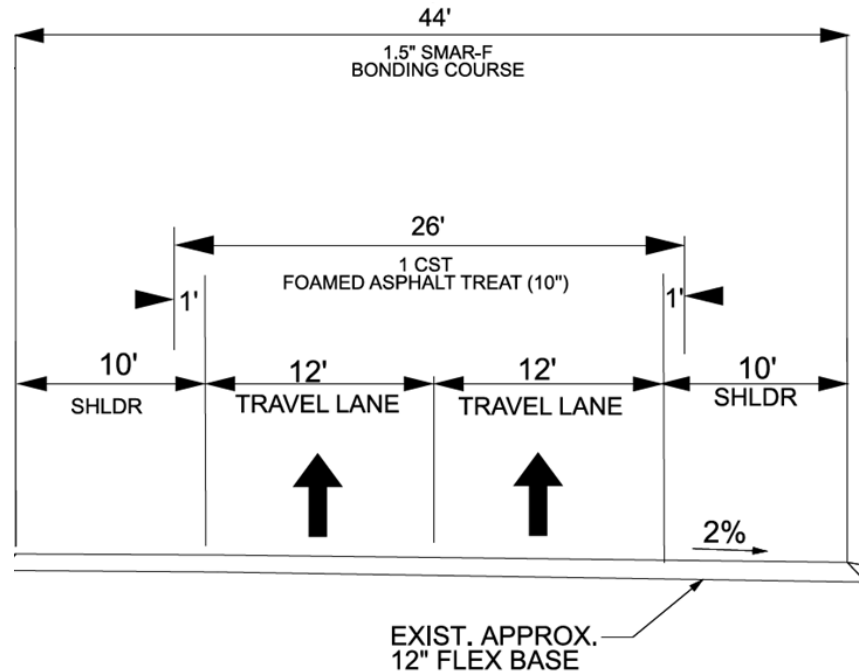 44'
1.5" SMAR-F
BONDING COURSE
26'
1 CST
FOAMED ASPHALT TREAT (10")
1'
1'
10'
12'
12'
10'
SHLDR
TRAVEL LANE
TRAVEL LANE
SHLDR
2%
EXIST. APPROX.
12" FLEX BASE